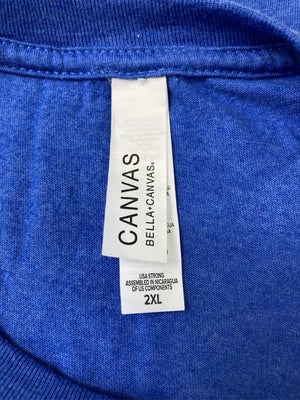 CANVAS
BELLA+CANVAS®
USA STRONG
ASSEMBLED IN NICARAGUA
OF US COMPONENTS
2XL